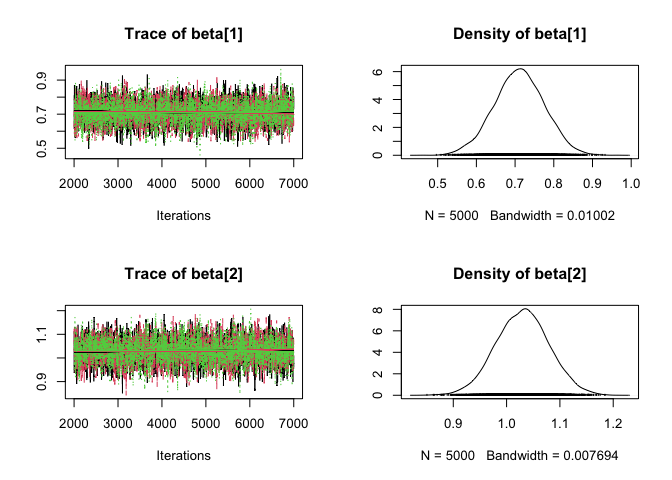 Trace of beta[1]
0.9
0.7
0.5
2000 3000 4000 5000 6000 7000
Iterations
Density of beta[1]
6
4
2
0
0.5 0.6 0.7 0.8 0.9 1.0
N = 5000 Bandwidth = 0.01002
Trace of beta[2]
1.1
0.9
2000 3000 4000 5000 6000 7000
Iterations
Density of beta[2]
8
6
4
2
0
0.9 1.0 1.1 1.2
N = 5000 Bandwidth = 0.007694